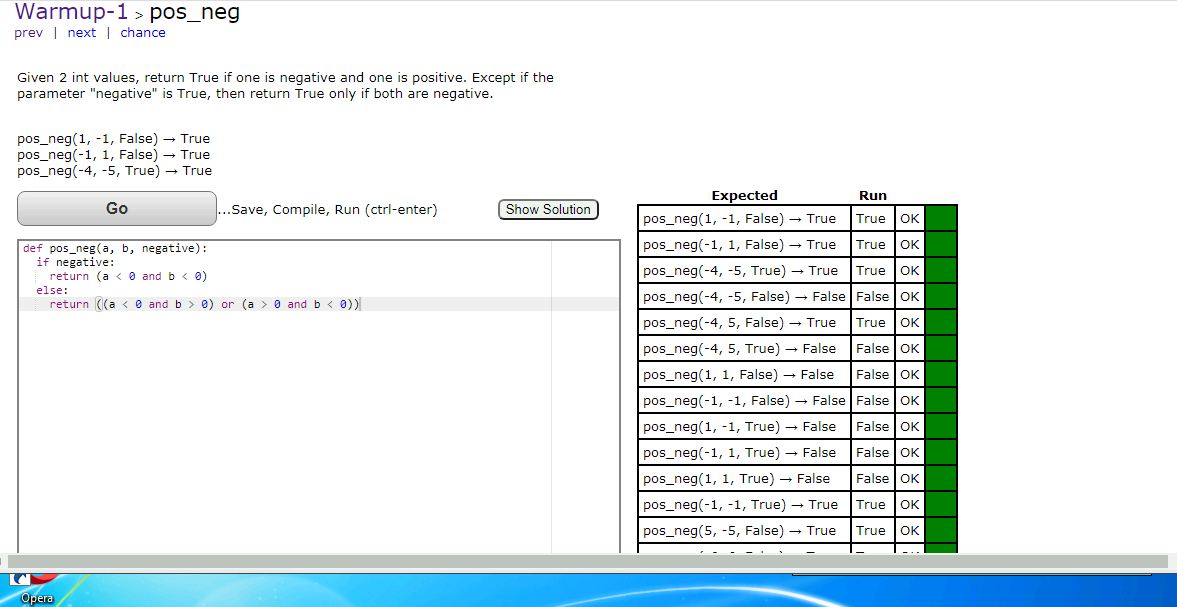 Warmup-1 > pos_neg
prev | next | chance
Given 2 int values, return True if one is negative and one is positive. Except if the
parameter "negative" is True, then return True only if both are negative.
pos_neg(1, -1, False) → True
pos_neg(-1, 1, False) → True
pos_neg(-4, -5, True) → True
Go ...Save, Compile, Run (ctrl-enter) Show Solution
def pos_neg(a, b, negative):
if negative:
return (a < 0 and b < 0)
else:
return ((a < 0 and b > 0) or (a > 0 and b < 0))
Expected Run
pos_neg(1, -1, False) → True True OK
pos_neg(-1, 1, False) → True True OK
pos_neg(-4, -5, True) → True True OK
pos_neg(-4, -5, False) → False False OK
pos_neg(-4, 5, False) → True True OK
pos_neg(-4, 5, True) → False False OK
pos_neg(1, 1, False) → False False OK
pos_neg(-1, -1, False) → False False OK
pos_neg(1, -1, True) → False False OK
pos_neg(-1, 1, True) → False False OK
pos_neg(1, 1, True) → False False OK
pos_neg(-1, -1, True) → True True OK
pos_neg(5, -5, False) → True True OK
Opera